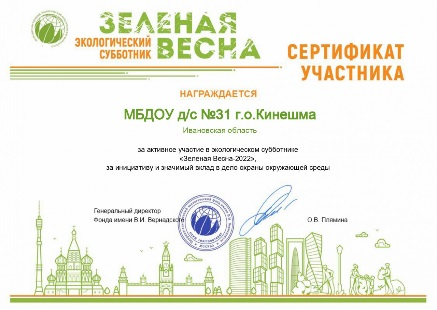 ЗЕЛЕНАЯ
ЭКОЛОГИЧЕСКИЙ
СУББОТНИК
ВЕСНА
СЕРТИФИКАТ
УЧАСТНИКА
НАГРАЖДАЕТСЯ
МБДОУ д/с №31 г.о.Кинешма
Ивановская область
за активное участие в экологическом субботнике
«Зеленая Весна-2022»,
за инициативу и значимый вклад в дело охраны окружающей среды
Генеральный директор
Фонда имени В.И. Вернадского
О.В. Плямина